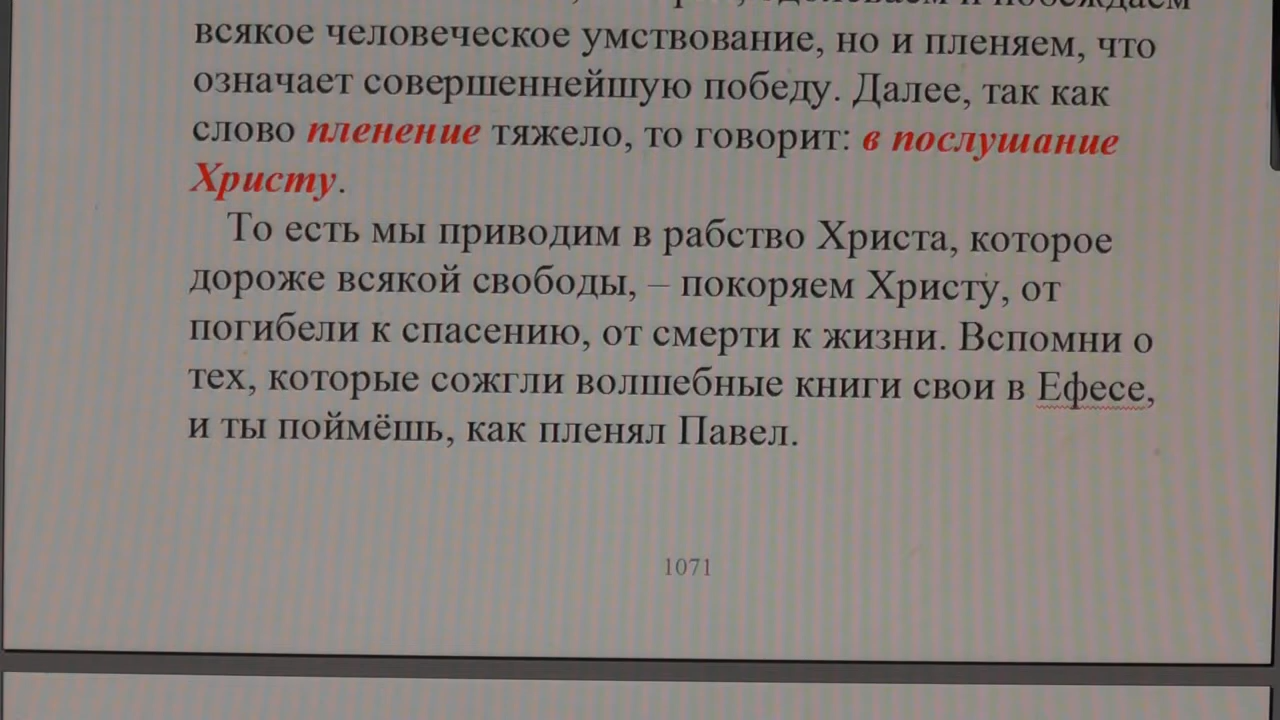 всякое человеческое умствование, но и пленяем, что
означает совершеннейшую победу. Далее, так как
слово пленение тяжело, то говорит: в послушание
Христу.
То есть мы приводим в рабство Христа, которое
дороже всякой свободы, – покоряем Христу, от
погибели к спасению, от смерти к жизни. Вспомни о
тех, которые сожгли волшебные книги свои в Ефесе,
и ты поймёшь, как пленял Павел.
1071